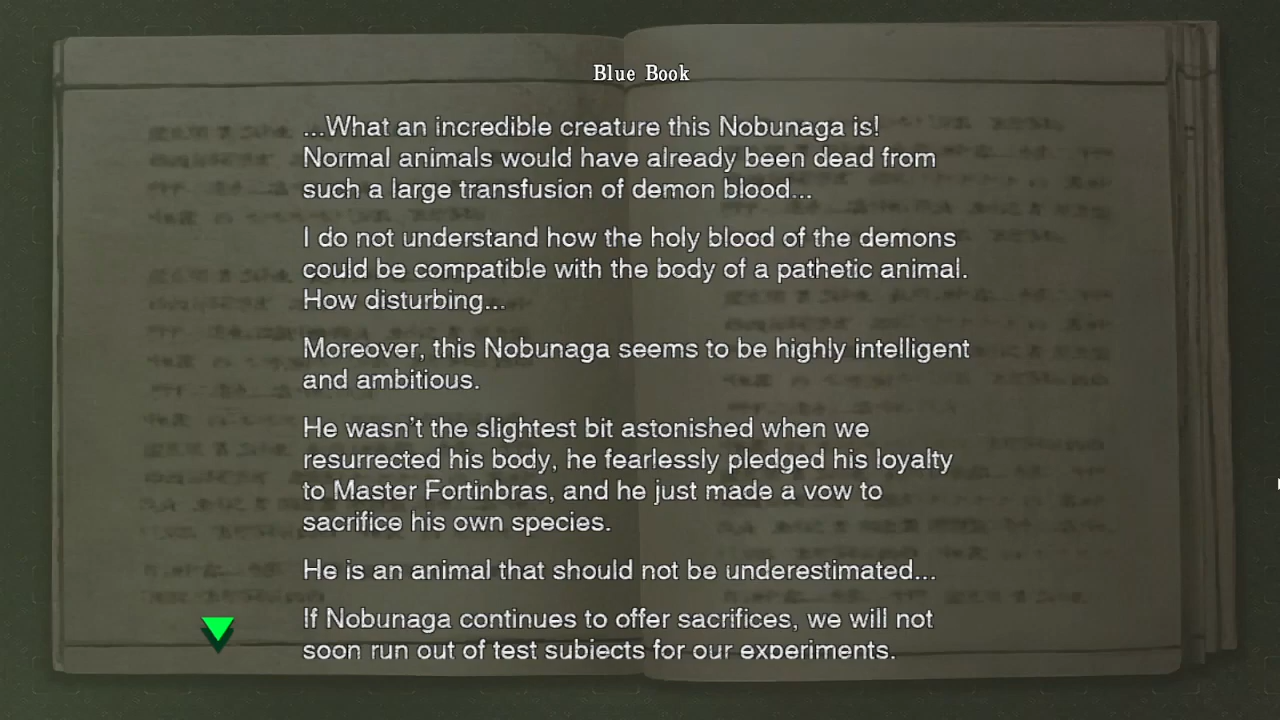 Blue Book
...What an incredible creature this Nobunaga is!
Normal animals would have already been dead from
such a large transfusion of demon blood...
I do not understand how the holy blood of the demons
could be compatible with the body of a pathetic animal.
How disturbing...
Moreover, this Nobunaga seems to be highly intelligent
and ambitious.
He wasn't the slightest bit astonished when we
resurrected his body, he fearlessly pledged his loyalty
to Master Fortinbras, and he just made a vow to
sacrifice his own species.
He is an animal that should not be underestimated...
If Nobunaga continues to offer sacrifices, we will not
soon run out of test subjects for our experiments.